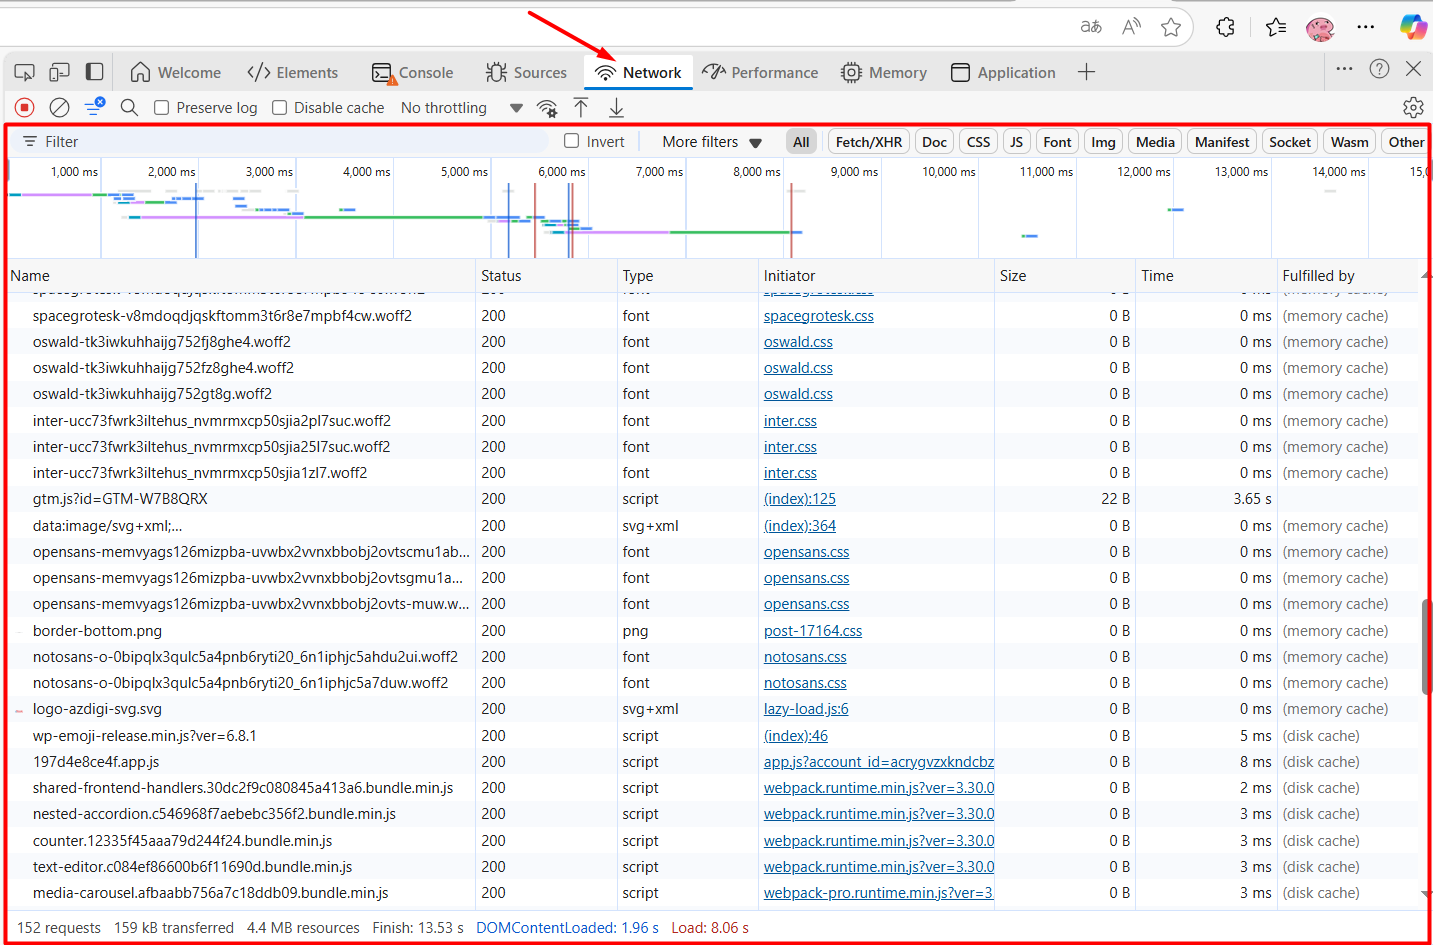 aあ A
Welcome </> Elements Console Sources Network Performance Memory Application
Preserve log Disable cache No throttling
Filter Invert More filters All Fetch/XHR Doc CSS JS Font Img Media Manifest Socket Wasm Other
1,000 ms 2,000 ms 3,000 ms 4,000 ms 5,000 ms 6,000 ms 7,000 ms 8,000 ms 9,000 ms 10,000 ms 11,000 ms 12,000 ms 13,000 ms 14,000 ms 15,0
Name Status Type Initiator Size Time Fulfilled by
spacegrotesk-v8mdoqdjqskftomm3t6r8e7mpbf4cw.woff2 200 font spacegrotesk.css 0 B 0 ms (memory cache)
oswald-tk3iwkuhhaijg752fj8ghe4.woff2 200 font oswald.css 0 B 0 ms (memory cache)
oswald-tk3iwkuhhaijg752fz8ghe4.woff2 200 font oswald.css 0 B 0 ms (memory cache)
oswald-tk3iwkuhhaijg752gt8g.woff2 200 font oswald.css 0 B 0 ms (memory cache)
inter-ucc73fwrk3iltehus_nvmrmxcp50sjia2pl7suc.woff2 200 font inter.css 0 B 0 ms (memory cache)
inter-ucc73fwrk3iltehus_nvmrmxcp50sjia25l7suc.woff2 200 font inter.css 0 B 0 ms (memory cache)
inter-ucc73fwrk3iltehus_nvmrmxcp50sjia1zl7.woff2 200 font inter.css 0 B 0 ms (memory cache)
gtm.js?id=GTM-W7B8QRX 200 script (index):125 22 B 3.65 s
data:image/svg+xml;... 200 svg+xml (index):364 0 B 0 ms (memory cache)
opensans-memvyags126mizpba-uvwbx2vvnxbbobj2ovtscmu1ab... 200 font opensans.css 0 B 0 ms (memory cache)
opensans-memvyags126mizpba-uvwbx2vvnxbbobj2ovtsgmu1a... 200 font opensans.css 0 B 0 ms (memory cache)
opensans-memvyags126mizpba-uvwbx2vvnxbbobj2ovts-muw.w... 200 font opensans.css 0 B 0 ms (memory cache)
border-bottom.png 200 png post-17164.css 0 B 0 ms (memory cache)
notosans-o-0bipqlx3qulc5a4pnb6ryti20_6n1iphjc5ahdu2ui.woff2 200 font notosans.css 0 B 0 ms (memory cache)
notosans-o-0bipqlx3qulc5a4pnb6ryti20_6n1iphjc5a7duw.woff2 200 font notosans.css 0 B 0 ms (memory cache)
logo-azdigi-svg.svg 200 svg+xml lazy-load.js:6 0 B 0 ms (memory cache)
wp-emoji-release.min.js?ver=6.8.1 200 script (index):46 0 B 5 ms (disk cache)
197d4e8ce4f.app.js 200 script app.js?account_id=acrygvzxkndcbz 0 B 8 ms (disk cache)
shared-frontend-handlers.30dc2f9c080845a413a6.bundle.min.js 200 script webpack.runtime.min.js?ver=3.30.0 0 B 2 ms (disk cache)
nested-accordion.c546968f7aebebc356f2.bundle.min.js 200 script webpack.runtime.min.js?ver=3.30.0 0 B 3 ms (disk cache)
counter.12335f45aaa79d244f24.bundle.min.js 200 script webpack.runtime.min.js?ver=3.30.0 0 B 3 ms (disk cache)
text-editor.c084ef86600b6f11690d.bundle.min.js 200 script webpack.runtime.min.js?ver=3.30.0 0 B 3 ms (disk cache)
media-carousel.afbaabb756a7c18ddb09.bundle.min.js 200 script webpack-pro.runtime.min.js?ver=3 0 B 3 ms (disk cache)
152 requests 159 kB transferred 4.4 MB resources Finish: 13.53 s DOMContentLoaded: 1.96 s Load: 8.06 s